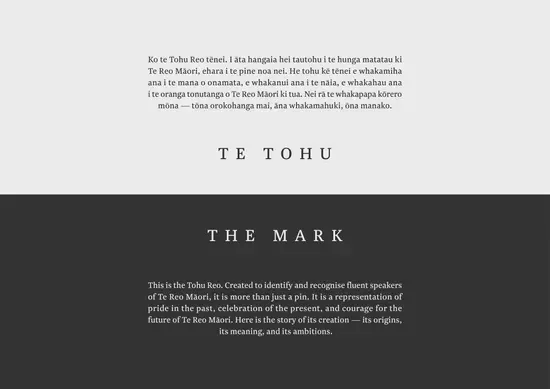 Ko te Tohu Reo tēnei. I āta hangaia hei tautohu i te hunga matatau ki
Te Reo Māori, ehara i te pine noa nei. He tohu kē tēnei e whakamiha
ana i te mana o onamata, e whakanui ana i te nāia, e whakahau ana
i te oranga tonutanga o Te Reo Māori ki tua. Nei rā te whakapapa kōrero
mōna — tōna orokohanga mai, āna whakamahuki, ōna manako.
TE TOHU
THE MARK
This is the Tohu Reo. Created to identify and recognise fluent speakers
of Te Reo Māori, it is more than just a pin. It is a representation of
pride in the past, celebration of the present, and courage for the
future of Te Reo Māori. Here is the story of its creation — its origins,
its meaning, and its ambitions.